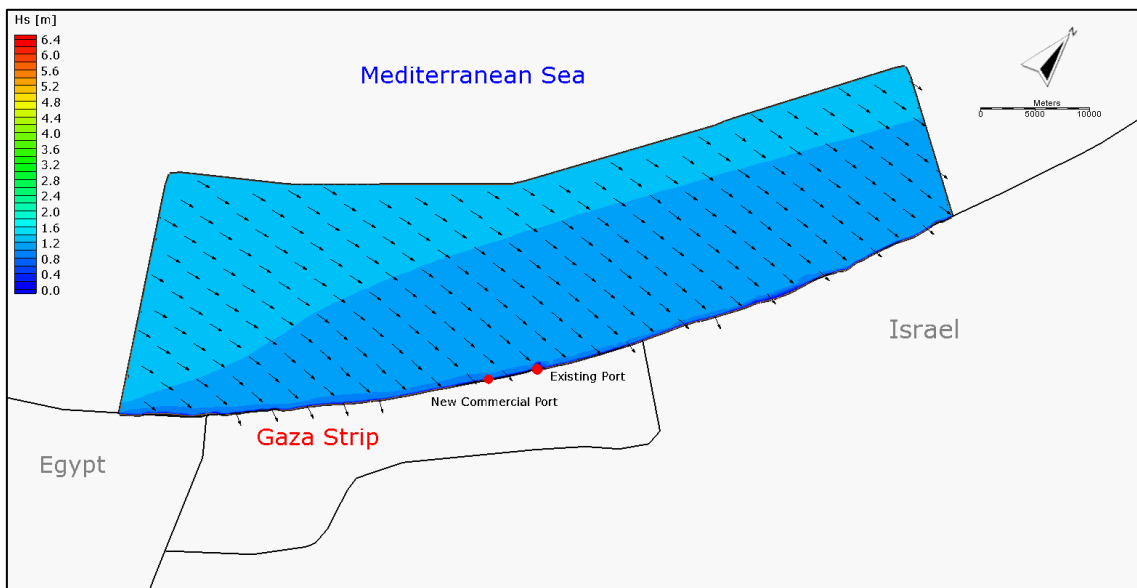 Hs [m]
6.4
6.0
5.6
5.2
4.8
4.4
4.0
3.6
3.2
2.8
2.4
2.0
1.6
1.2
0.8
0.4
0.0
Mediterranean Sea
N
Meters
0 5000 10000
Israel
Existing Port
New Commercial Port
Gaza Strip
Egypt